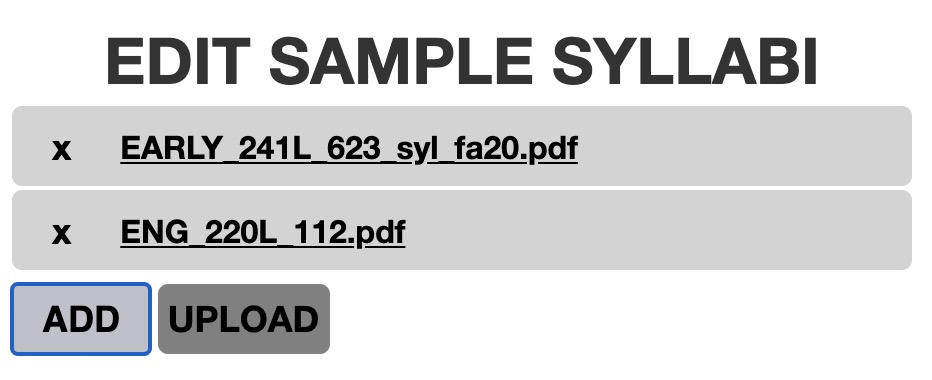 EDIT SAMPLE SYLLABI
x EARLY_241L_623_syl_fa20.pdf
x ENG_220L_112.pdf
ADD UPLOAD